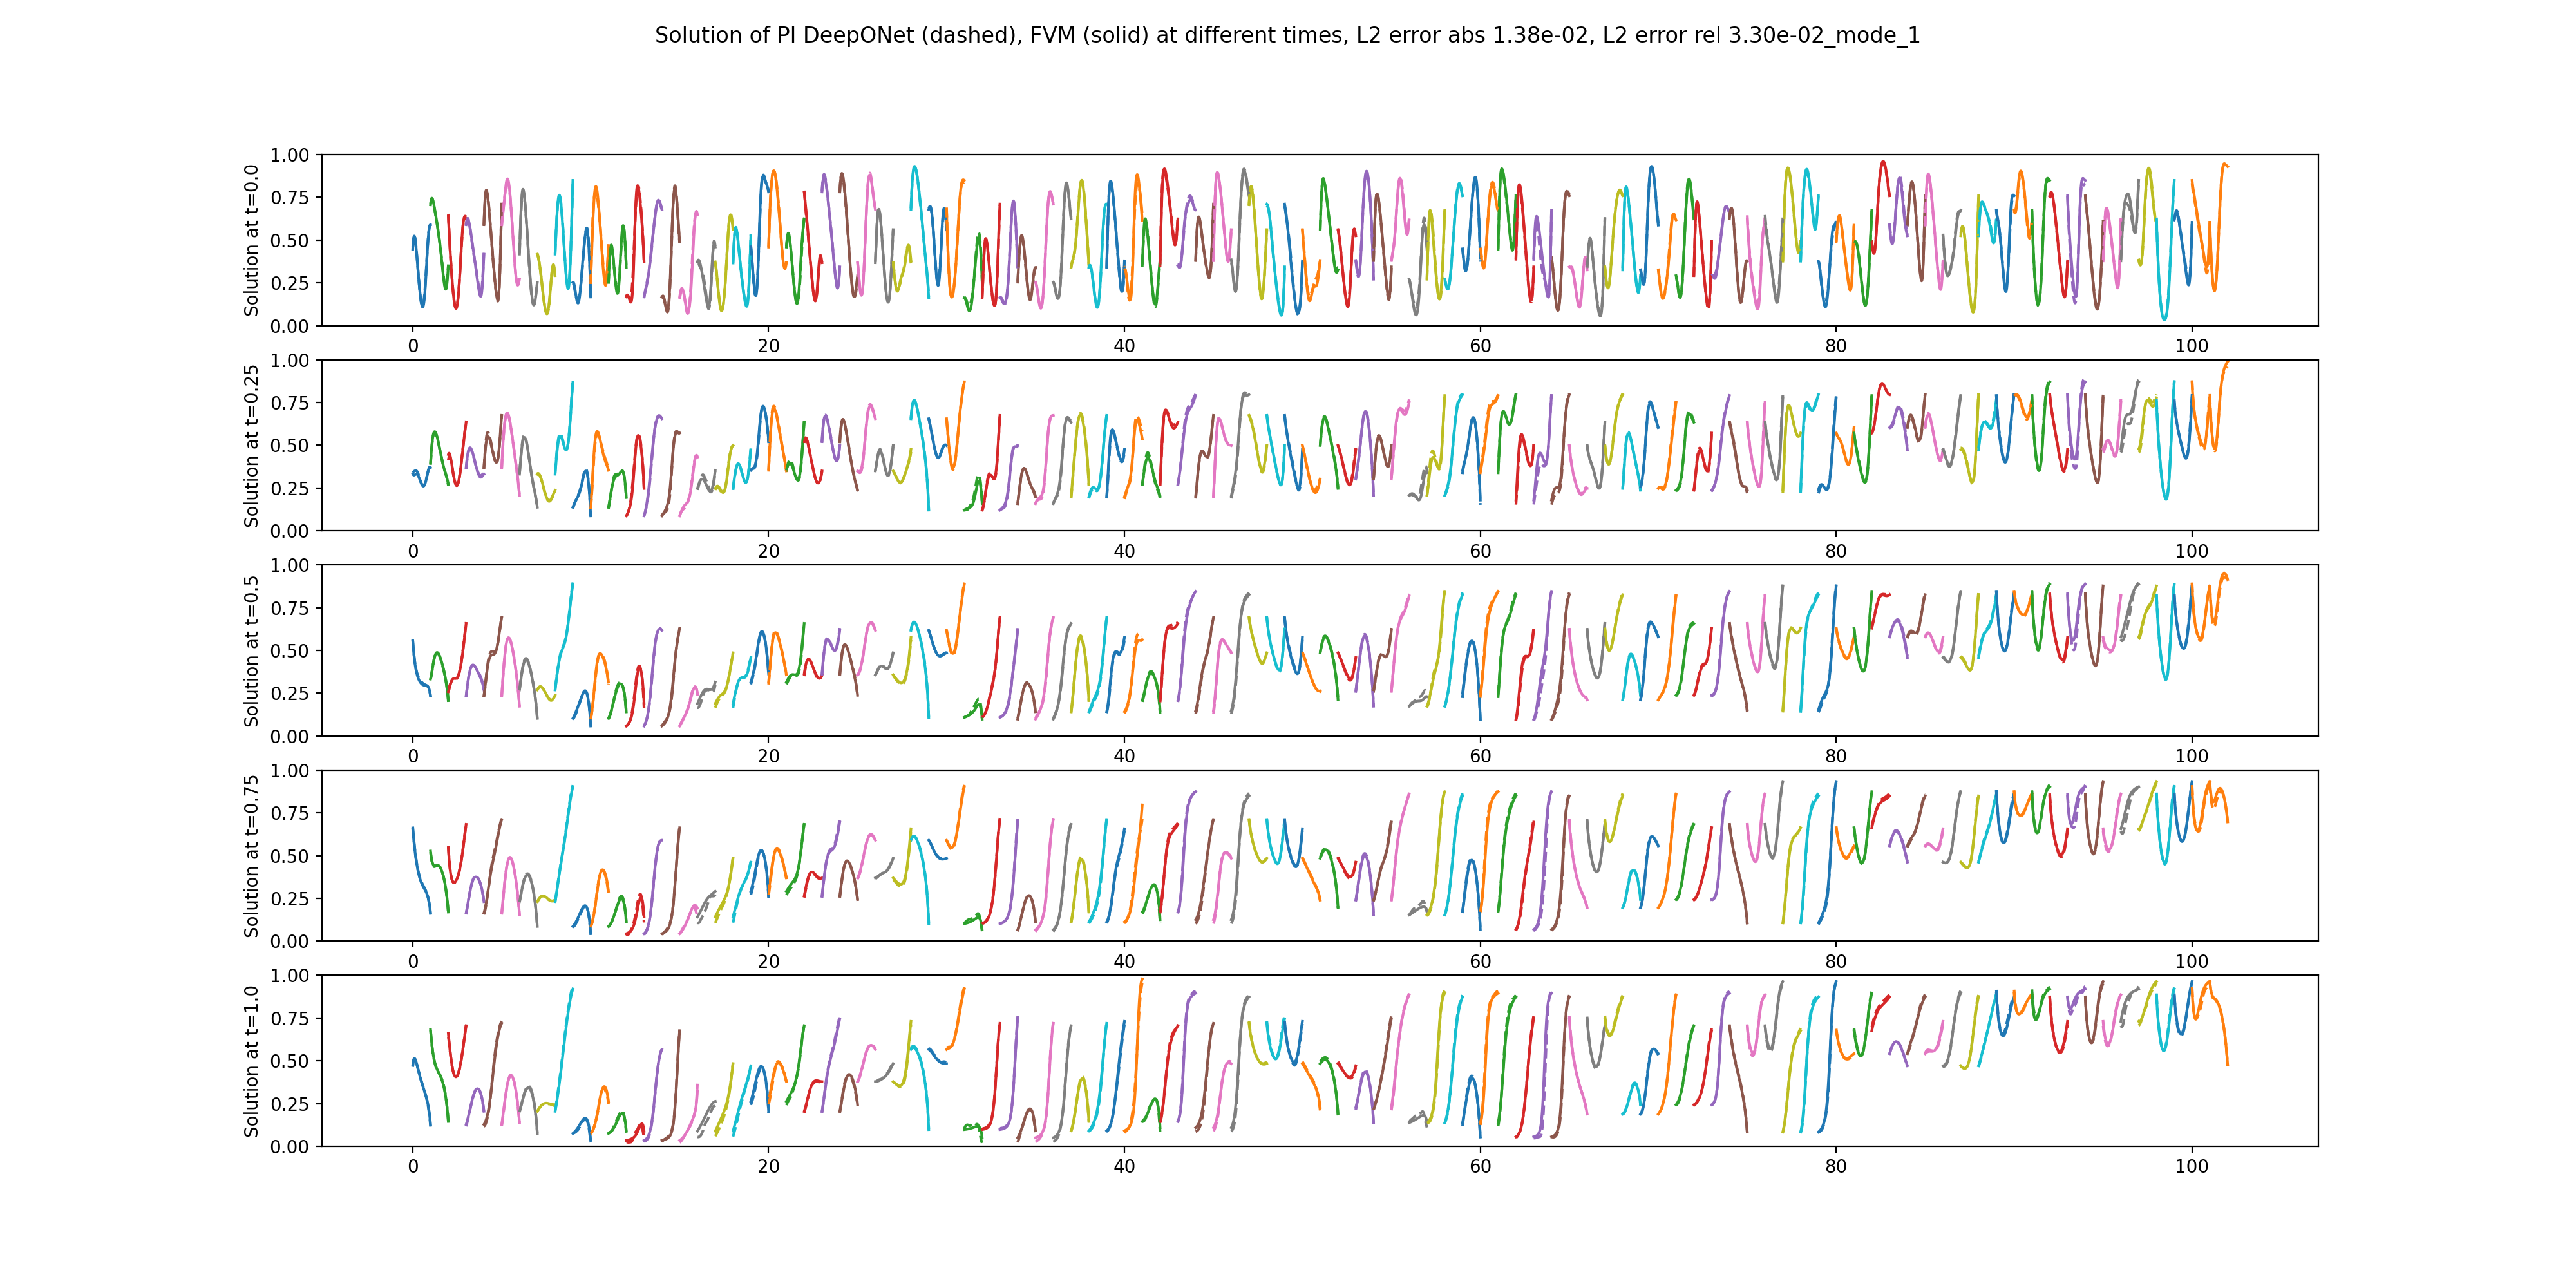 Solution of PI DeepONet (dashed), FVM (solid) at different times, L2 error abs 1.38e-02, L2 error rel 3.30e-02_mode_1
Solution at t=0.0
1.00
0.75
0.50
0.25
0.00
0 20 40 60 80 100
Solution at t=0.25
1.00
0.75
0.50
0.25
0.00
0 20 40 60 80 100
Solution at t=0.5
1.00
0.75
0.50
0.25
0.00
0 20 40 60 80 100
Solution at t=0.75
1.00
0.75
0.50
0.25
0.00
0 20 40 60 80 100
Solution at t=1.0
1.00
0.75
0.50
0.25
0.00
0 20 40 60 80 100